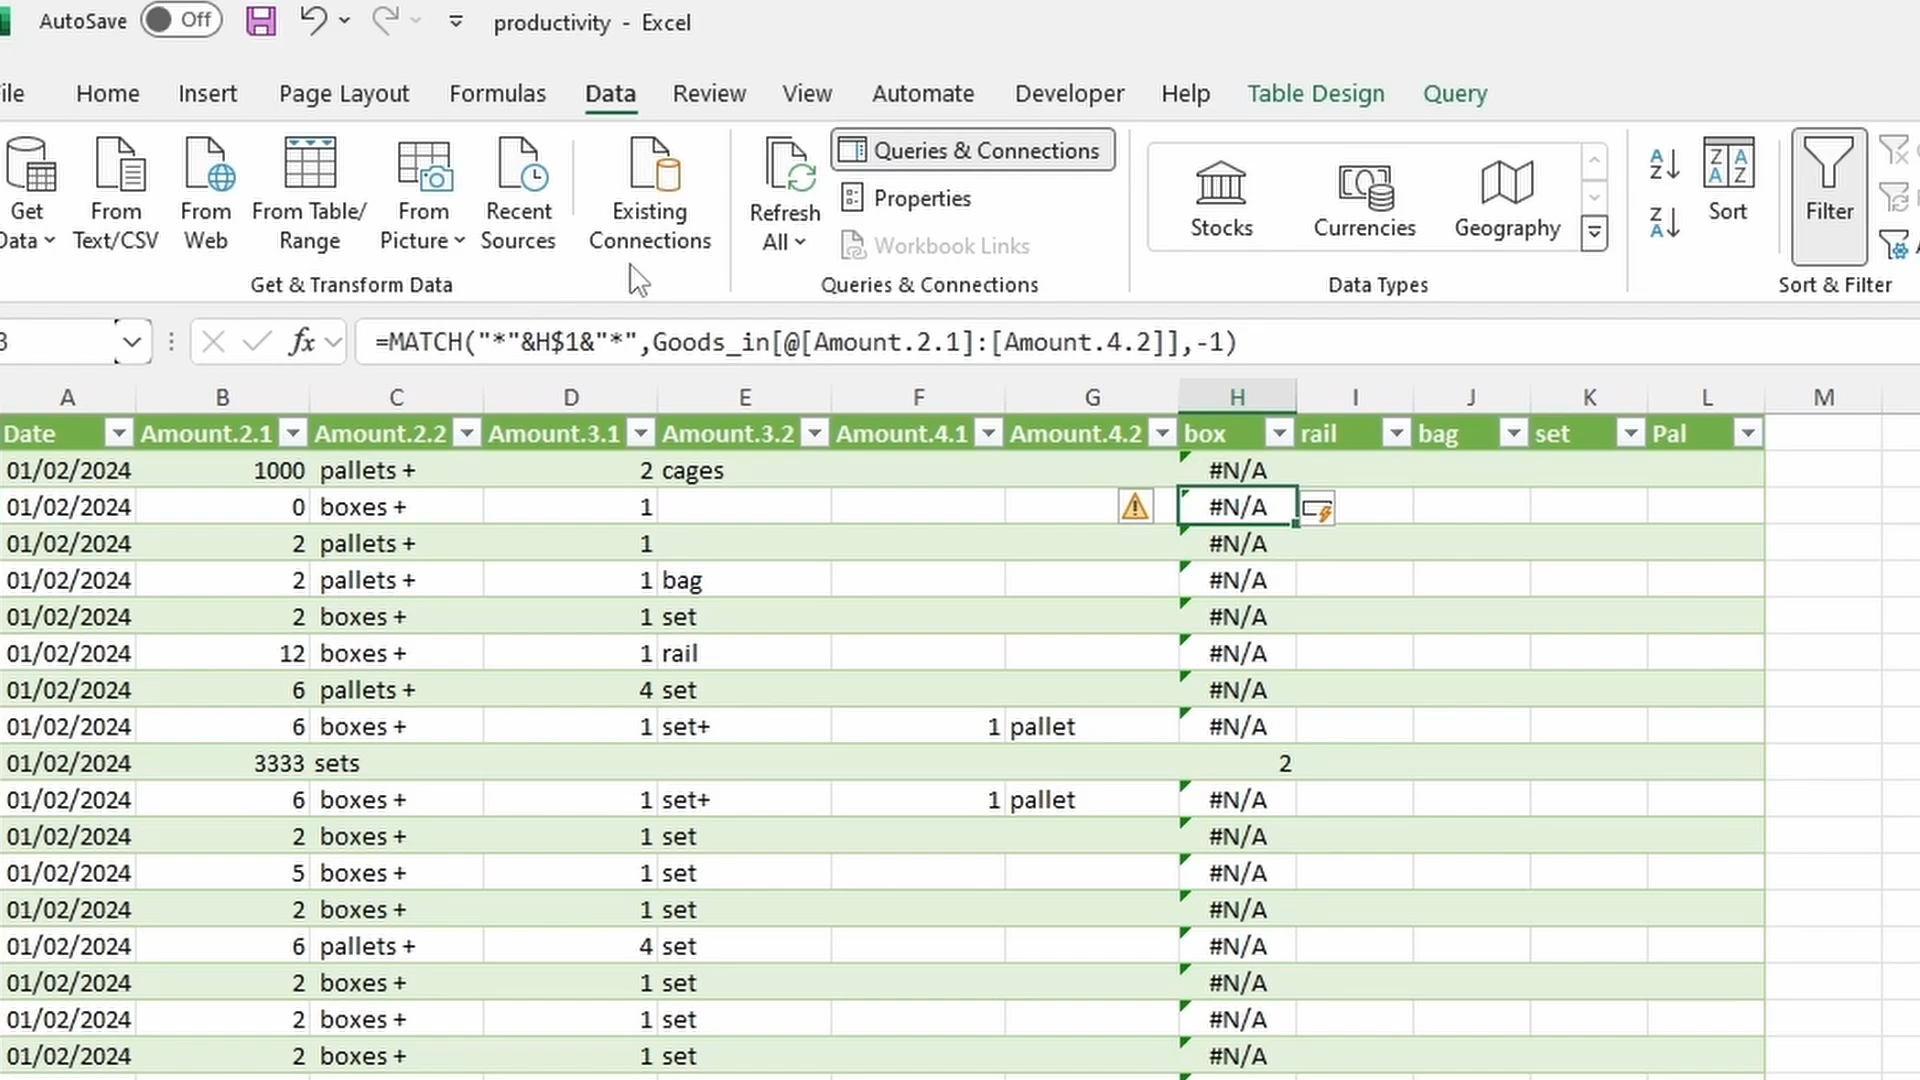 AutoSave Off productivity - Excel
ile Home Insert Page Layout Formulas Data Review View Automate Developer Help Table Design Query
Get Data
From Text/CSV
From Web
From Table/ Range
From Picture
Recent Sources
Existing Connections
Get & Transform Data
Refresh All
Queries & Connections
Properties
Workbook Links
Queries & Connections
Stocks Currencies Geography
Data Types
Sort Filter
Sort & Filter
3 fx =MATCH("*"&H$1&"*",Goods_in[@[Amount.2.1]:[Amount.4.2]],-1)
A B C D E F G H I J K L M
Date Amount.2.1 Amount.2.2 Amount.3.1 Amount.3.2 Amount.4.1 Amount.4.2 box rail bag set Pal
01/02/2024 1000 pallets + 2 cages #N/A
01/02/2024 0 boxes + 1 #N/A
01/02/2024 2 pallets + 1 #N/A
01/02/2024 2 pallets + 1 bag #N/A
01/02/2024 2 boxes + 1 set #N/A
01/02/2024 12 boxes + 1 rail #N/A
01/02/2024 6 pallets + 4 set #N/A
01/02/2024 6 boxes + 1 set+ 1 pallet #N/A
01/02/2024 3333 sets 2
01/02/2024 6 boxes + 1 set+ 1 pallet #N/A
01/02/2024 2 boxes + 1 set #N/A
01/02/2024 5 boxes + 1 set #N/A
01/02/2024 2 boxes + 1 set #N/A
01/02/2024 6 pallets + 4 set #N/A
01/02/2024 2 boxes + 1 set #N/A
01/02/2024 2 boxes + 1 set #N/A
01/02/2024 2 boxes + 1 set #N/A